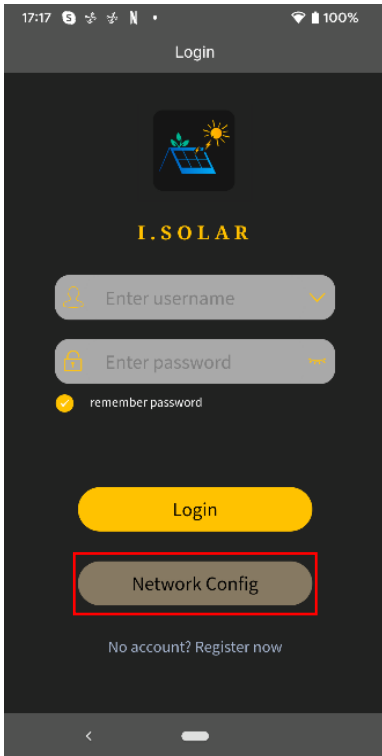 17:17 S N 100%
Login
I.SOLAR
Enter username
Enter password
remember password
Login
Network Config
No account? Register now